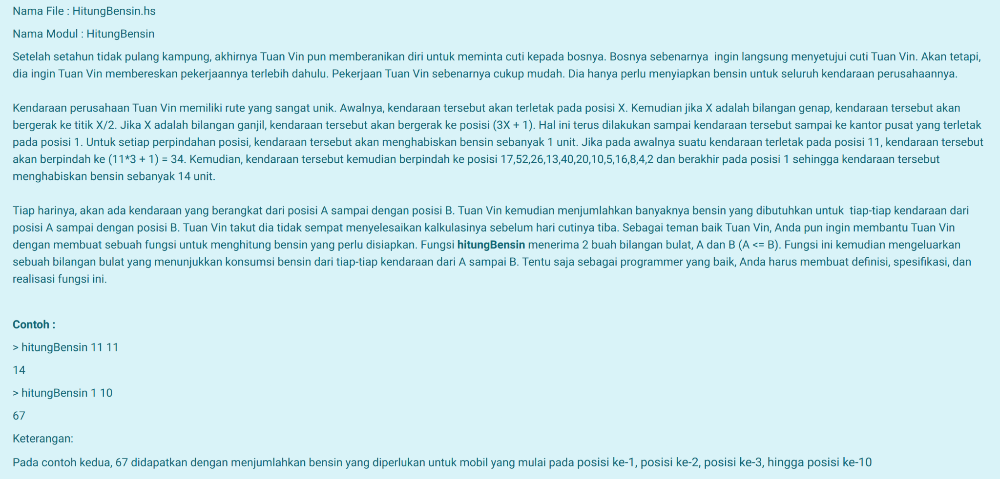 Nama File : HitungBensin.hs
Nama Modul : HitungBensin
Setelah setahun tidak pulang kampung, akhirnya Tuan Vin pun memberanikan diri untuk meminta cuti kepada bosnya. Bosnya sebenarnya  ingin langsung menyetujui cuti Tuan Vin. Akan tetapi,
dia ingin Tuan Vin membereskan pekerjaannya terlebih dahulu. Pekerjaan Tuan Vin sebenarnya cukup mudah. Dia hanya perlu menyiapkan bensin untuk seluruh kendaraan perusahaannya.
Kendaraan perusahaan Tuan Vin memiliki rute yang sangat unik. Awalnya, kendaraan tersebut akan terletak pada posisi X. Kemudian jika X adalah bilangan genap, kendaraan tersebut akan
bergerak ke titik X/2. Jika X adalah bilangan ganjil, kendaraan tersebut akan bergerak ke posisi (3X + 1). Hal ini terus dilakukan sampai kendaraan tersebut sampai ke kantor pusat yang terletak
pada posisi 1. Untuk setiap perpindahan posisi, kendaraan tersebut akan menghabiskan bensin sebanyak 1 unit. Jika pada awalnya suatu kendaraan terletak pada posisi 11, kendaraan tersebut
akan berpindah ke (11*3 + 1) = 34. Kemudian, kendaraan tersebut kemudian berpindah ke posisi 17,52,26,13,40,20,10,5,16,8,4,2 dan berakhir pada posisi 1 sehingga kendaraan tersebut
menghabiskan bensin sebanyak 14 unit.
Tiap harinya, akan ada kendaraan yang berangkat dari posisi A sampai dengan posisi B. Tuan Vin kemudian menjumlahkan banyaknya bensin yang dibutuhkan untuk  tiap-tiap kendaraan dari
posisi A sampai dengan posisi B. Tuan Vin takut dia tidak sempat menyelesaikan kalkulasinya sebelum hari cutinya tiba. Sebagai teman baik Tuan Vin, Anda pun ingin membantu Tuan Vin
dengan membuat sebuah fungsi untuk menghitung bensin yang perlu disiapkan. Fungsi hitungBensin menerima 2 buah bilangan bulat, A dan B (A <= B). Fungsi ini kemudian mengeluarkan
sebuah bilangan bulat yang menunjukkan konsumsi bensin dari tiap-tiap kendaraan dari A sampai B. Tentu saja sebagai programmer yang baik, Anda harus membuat definisi, spesifikasi, dan
realisasi fungsi ini.
Contoh :
> hitungBensin 11 11
14
> hitungBensin 1 10
67
Keterangan:
Pada contoh kedua, 67 didapatkan dengan menjumlahkan bensin yang diperlukan untuk mobil yang mulai pada posisi ke-1, posisi ke-2, posisi ke-3, hingga posisi ke-10